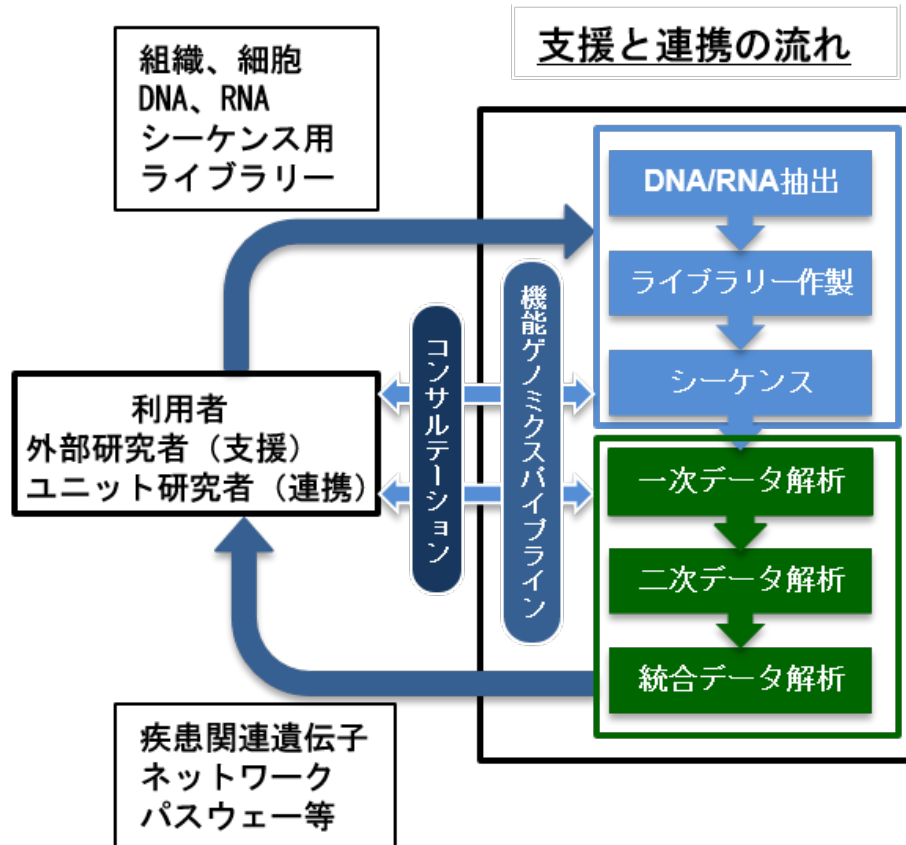 支援と連携の流れ
組織、細胞
DNA、RNA
シーケンス用
ライブラリー
DNA/RNA抽出
ライブラリー作製
シーケンス
機能ゲノミクスパイプライン
コンサルテーション
利用者
外部研究者（支援）
ユニット研究者（連携）
一次データ解析
二次データ解析
統合データ解析
疾患関連遺伝子
ネットワーク
パスウェー等